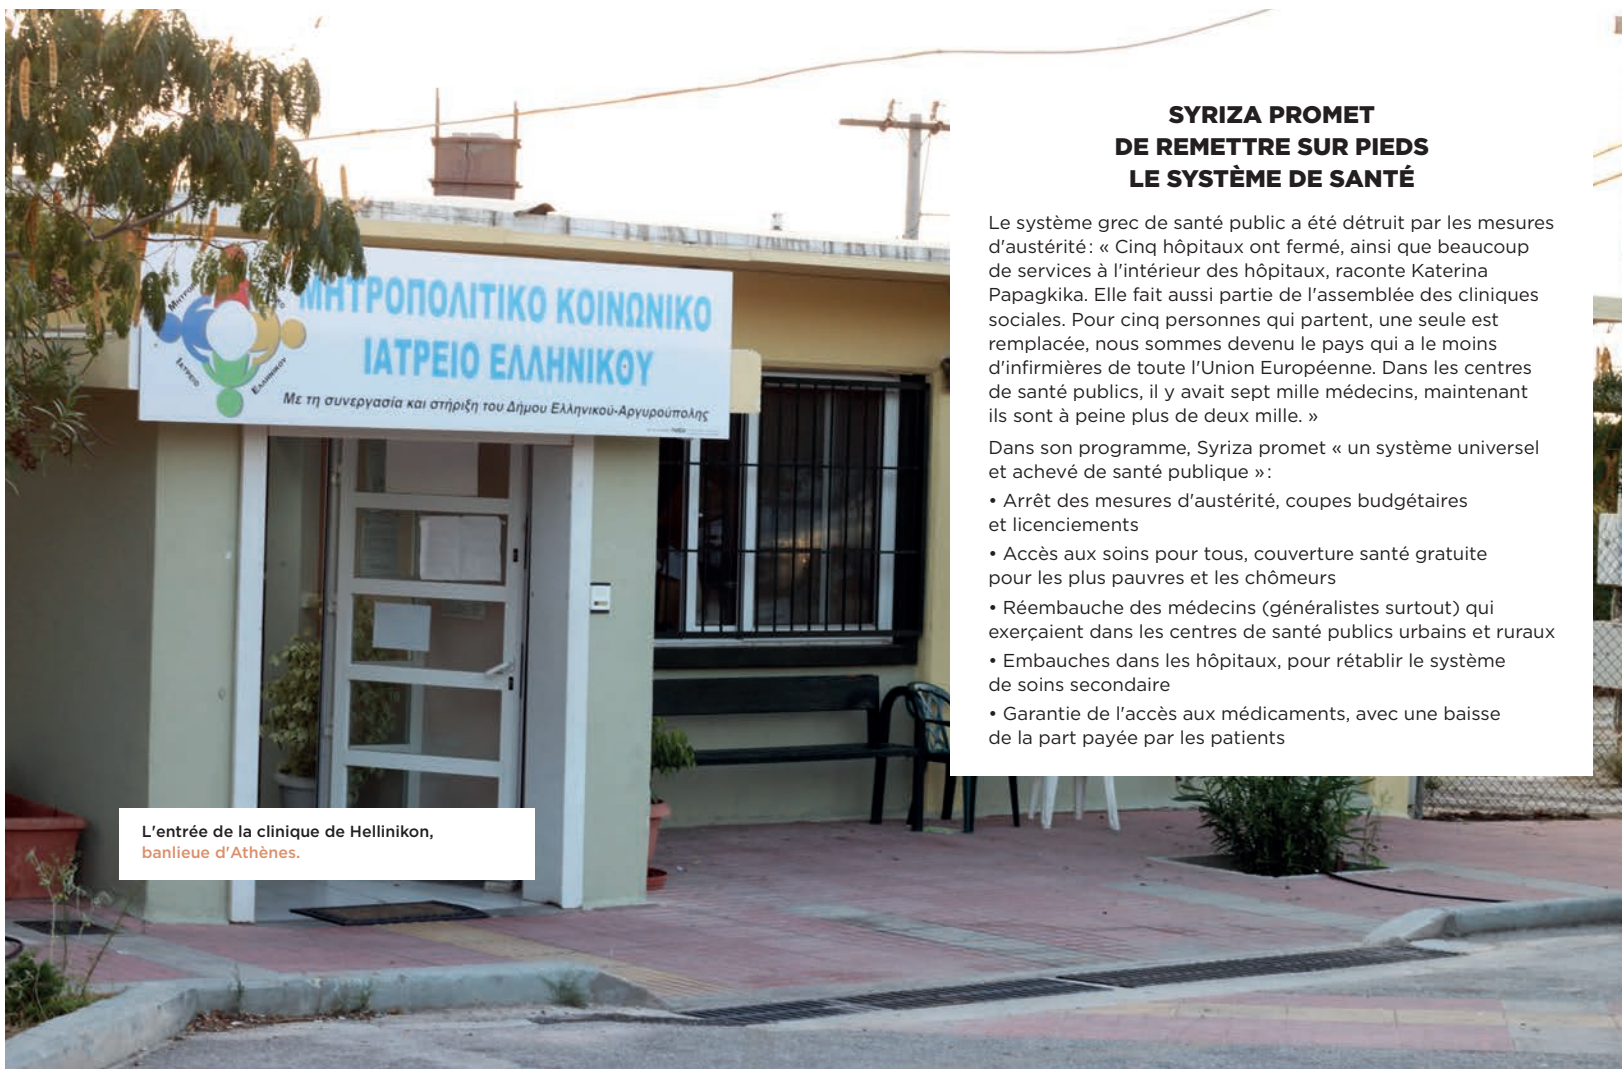 ΜΗΤΡΟΠΟΛΙΤΙΚΟ ΚΟΙΝΩΝΙΚΟ
ΙΑΤΡΕΙΟ ΕΛΛΗΝΙΚΟΥ
Με τη συνεργασία και στήριξη του Δήμου Ελληνικού-Αργυρούπολης
ΙΑΤΡΕΙΟ
ΕΛΛΗΝΙΚΟΥ
SYRIZA PROMET
DE REMETTRE SUR PIEDS
LE SYSTÈME DE SANTÉ
Le système grec de santé public a été détruit par les mesures
d'austérité : « Cinq hôpitaux ont fermé, ainsi que beaucoup
de services à l'intérieur des hôpitaux, raconte Katerina
Papagkika. Elle fait aussi partie de l'assemblée des cliniques
sociales. Pour cinq personnes qui partent, une seule est
remplacée, nous sommes devenu le pays qui a le moins
d'infirmières de toute l'Union Européenne. Dans les centres
de santé publics, il y avait sept mille médecins, maintenant
ils sont à peine plus de deux mille. »
Dans son programme, Syriza promet « un système universel
et achevé de santé publique » :
• Arrêt des mesures d'austérité, coupes budgétaires
et licenciements
• Accès aux soins pour tous, couverture santé gratuite
pour les plus pauvres et les chômeurs
• Réembauche des médecins (généralistes surtout) qui
exerçaient dans les centres de santé publics urbains et ruraux
• Embauches dans les hôpitaux, pour rétablir le système
de soins secondaire
• Garantie de l'accès aux médicaments, avec une baisse
de la part payée par les patients
L'entrée de la clinique de Hellinikon,
banlieue d'Athènes.